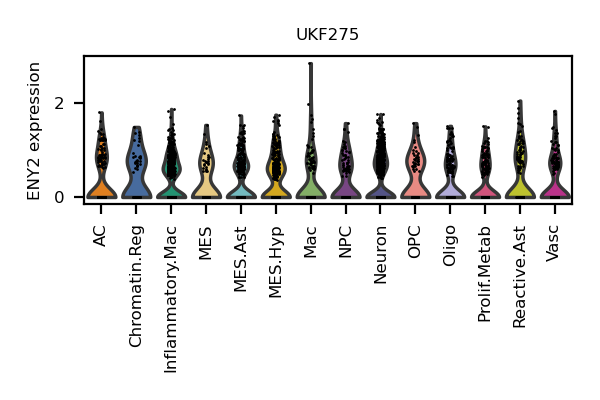 UKF275
ENY2 expression
2
0
AC
Chromatin.Reg
Inflammatory.Mac
MES
MES.Ast
MES.Hyp
Mac
NPC
Neuron
OPC
Oligo
Prolif.Metab
Reactive.Ast
Vasc